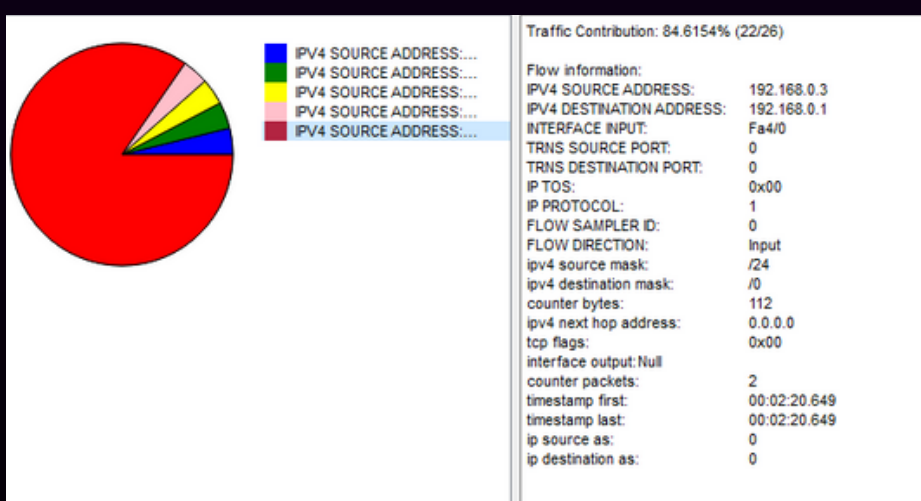 IPV4 SOURCE ADDRESS:...
IPV4 SOURCE ADDRESS:...
IPV4 SOURCE ADDRESS:...
IPV4 SOURCE ADDRESS:...
IPV4 SOURCE ADDRESS:...
Traffic Contribution: 84.6154% (22/26)
Flow information:
IPV4 SOURCE ADDRESS: 192.168.0.3
IPV4 DESTINATION ADDRESS: 192.168.0.1
INTERFACE INPUT: Fa4/0
TRNS SOURCE PORT: 0
TRNS DESTINATION PORT: 0
IP TOS: 0x00
IP PROTOCOL: 1
FLOW SAMPLER ID: 0
FLOW DIRECTION: Input
ipv4 source mask: /24
ipv4 destination mask: /0
counter bytes: 112
ipv4 next hop address: 0.0.0.0
tcp flags: 0x00
interface output:Null
counter packets: 2
timestamp first: 00:02:20.649
timestamp last: 00:02:20.649
ip source as: 0
ip destination as: 0